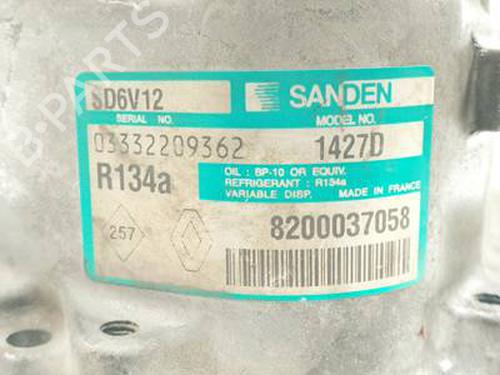 B-PARTS
SD6V12
SANDEN
SERIAL NO.
MODEL NO.
03332209362
1427D
R134a
OIL : SP-10 OR EQUIV.
REFRIGERANT : R134a
VARIABLE DISP. MADE IN FRANCE
257
8200037058